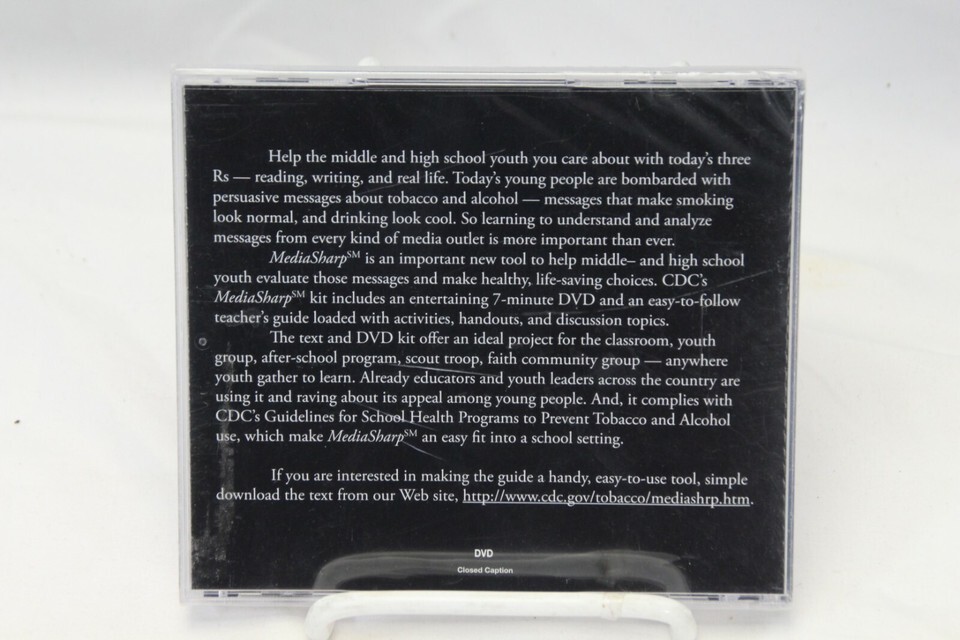 Help the middle and high school youth you care about with today's three
Rs — reading, writing, and real life. Today's young people are bombarded with
persuasive messages about tobacco and alcohol — messages that make smoking
look normal, and drinking look cool. So learning to understand and analyze
messages from every kind of media outlet is more important than ever.
MediaSharp℠ is an important new tool to help middle– and high school
youth evaluate those messages and make healthy, life-saving choices. CDC's
MediaSharp℠ kit includes an entertaining 7-minute DVD and an easy-to-follow
teacher's guide loaded with activities, handouts, and discussion topics.
The text and DVD kit offer an ideal project for the classroom, youth
group, after-school program, scout troop, faith community group — anywhere
youth gather to learn. Already educators and youth leaders across the country are
using it and raving about its appeal among young people. And, it complies with
CDC's Guidelines for School Health Programs to Prevent Tobacco and Alcohol
use, which make MediaSharp℠ an easy fit into a school setting.
If you are interested in making the guide a handy, easy-to-use tool, simple
download the text from our Web site, http://www.cdc.gov/tobacco/mediashrp.htm.
DVD
Closed Caption